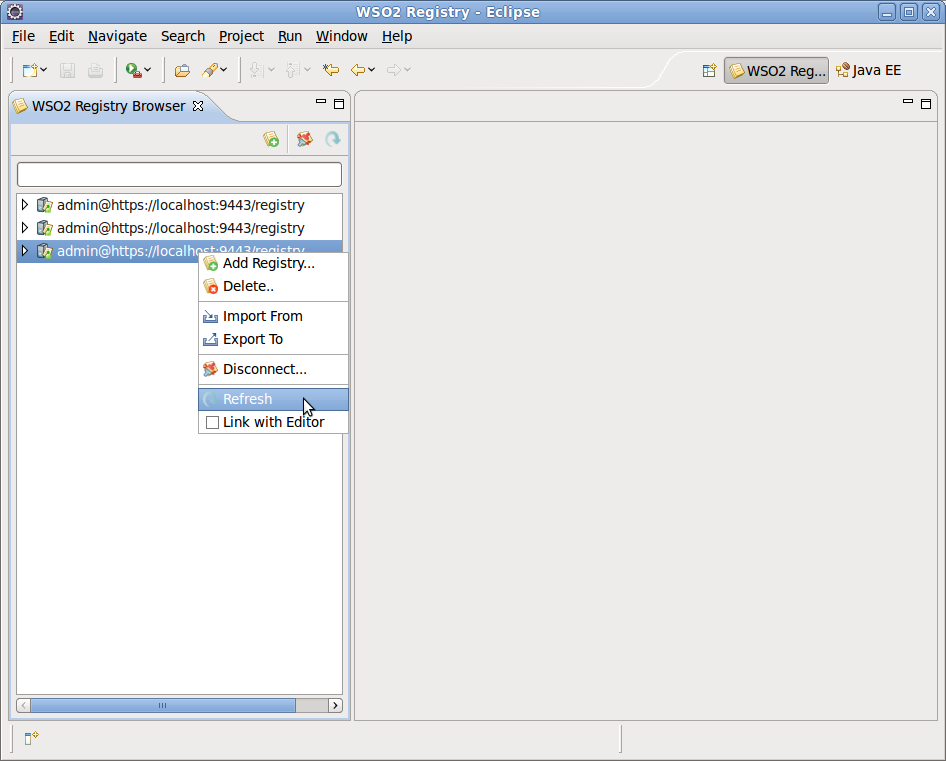 WSO2 Registry - Eclipse
File Edit Navigate Search Project Run Window Help
WSO2 Reg... Java EE
WSO2 Registry Browser
admin@https://localhost:9443/registry
admin@https://localhost:9443/registry
admin@https://localhost:9443/registry
Add Registry...
Delete..
Import From
Export To
Disconnect...
Refresh
Link with Editor